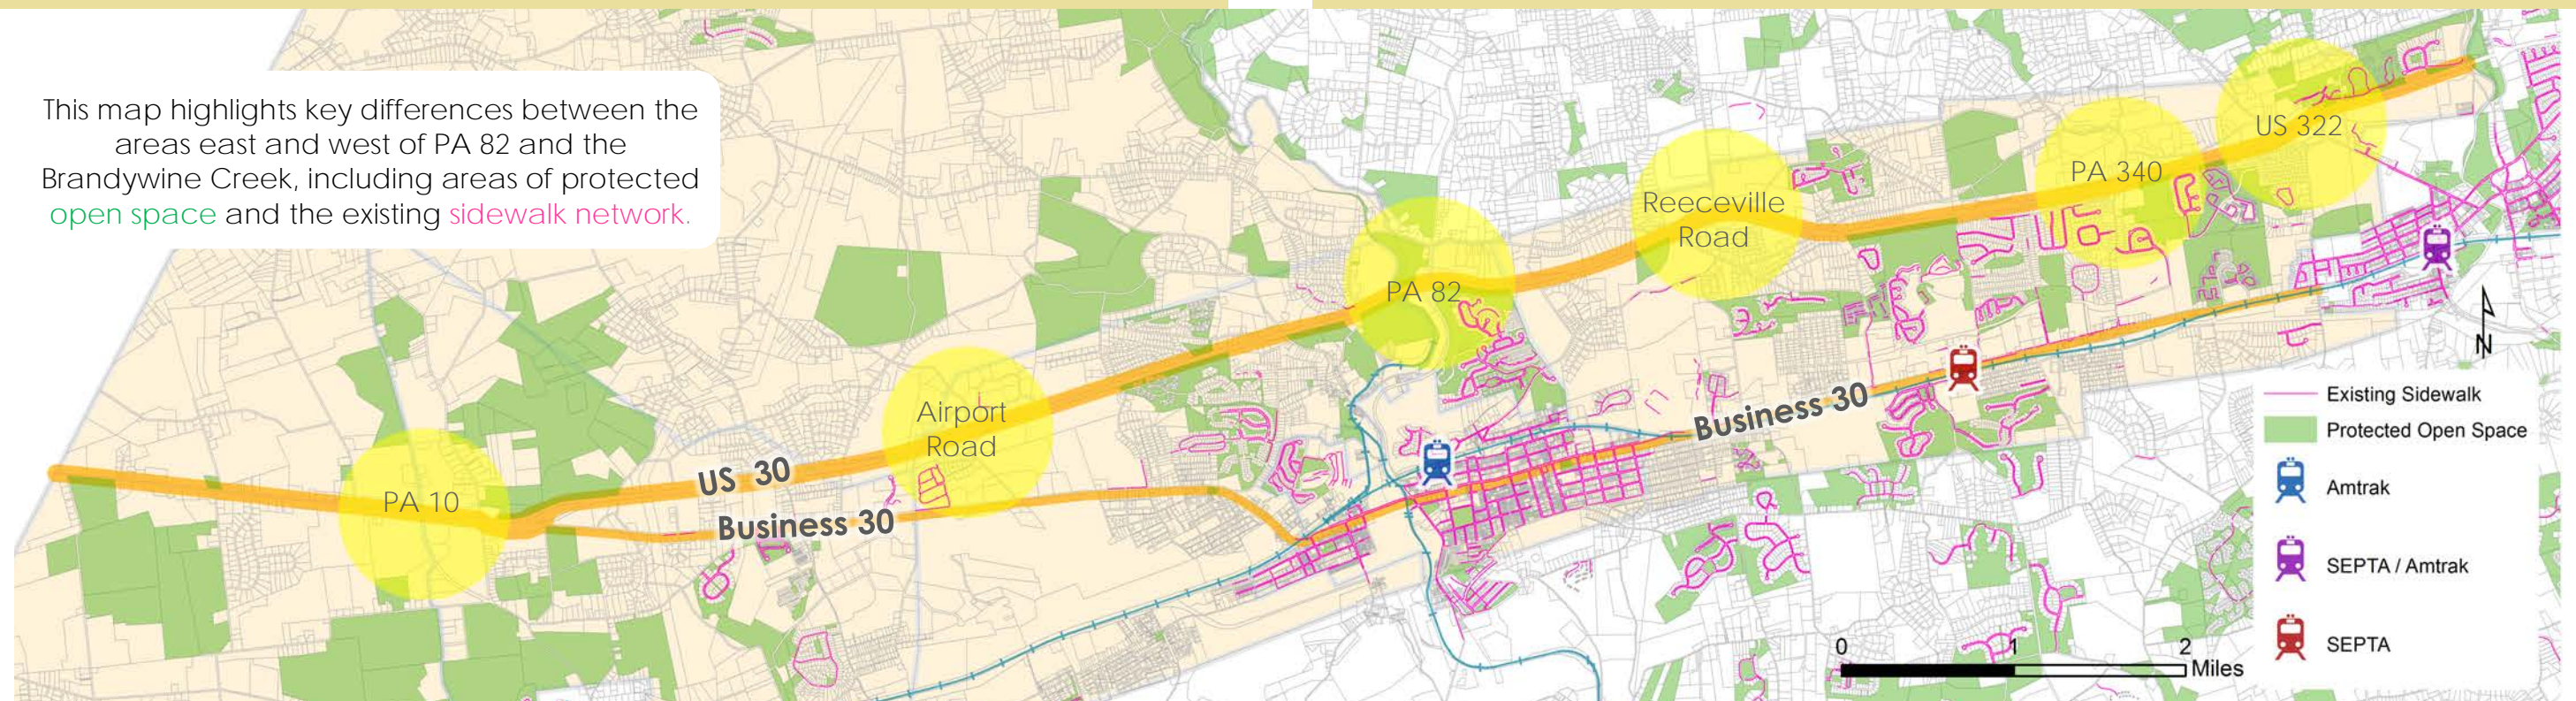 This map highlights key differences between the
areas east and west of PA 82 and the
Brandywine Creek, including areas of protected
open space and the existing sidewalk network.
US 322
PA 340
Reeceville
Road
PA 82
Airport
Road
PA 10
US 30
Business 30
Business 30
N
Existing Sidewalk
Protected Open Space
Amtrak
SEPTA / Amtrak
SEPTA
0
1
2
Miles